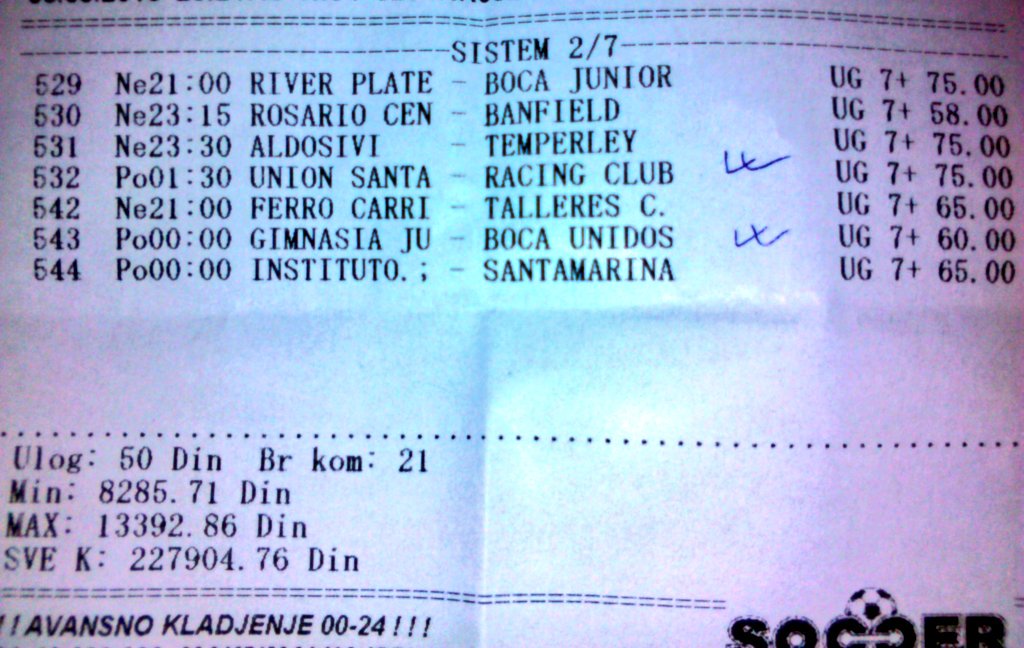 SISTEM 2/7
529 Ne21:00 RIVER PLATE - BOCA JUNIOR UG 7+ 75.00
530 Ne23:15 ROSARIO CEN - BANFIELD UG 7+ 58.00
531 Ne23:30 ALDOSIVI - TEMPERLEY UG 7+ 75.00
532 Po01:30 UNION SANTA - RACING CLUB UG 7+ 75.00
542 Ne21:00 FERRO CARRI - TALLERES C. UG 7+ 65.00
543 Po00:00 GIMNASIA JU - BOCA UNIDOS UG 7+ 60.00
544 Po00:00 INSTITUTO.; - SANTAMARINA UG 7+ 65.00
Ulog: 50 Din Br kom: 21
Min: 8285.71 Din
MAX: 13392.86 Din
SVE K: 227904.76 Din
!!AVANSNO KLADJENJE 00-24!!!
SOCCER